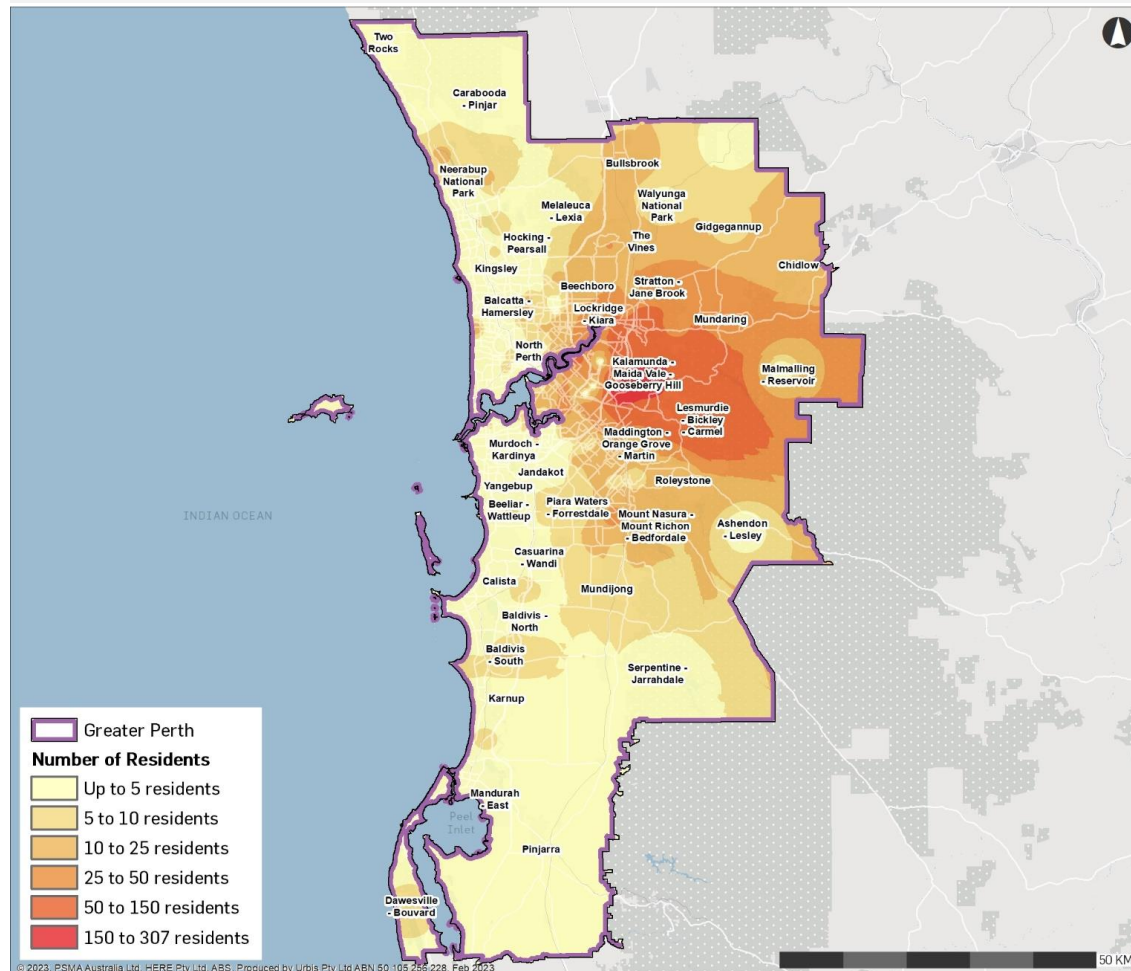 Two
Rocks
Carabooda
- Pinjar
Bullsbrook
Neerabup
National
Park
Walyunga
National
Park
Melaleuca
- Lexia
Gidgegannup
Hocking -
Pearsall
The
Vines
Kingsley
Chidlow
Beechboro
Stratton -
Jane Brook
Balcatta -
Hamersley
Lockridge
- Kiara
Mundaring
North
Perth
Kalamunda -
Maida Vale -
Gooseberry Hill
Malmalling
- Reservoir
Lesmurdie
- Bickley
- Carmel
Maddington -
Orange Grove
- Martin
Murdoch -
Kardinya
Jandakot
Roleystone
Yangebup
INDIAN OCEAN
Beeliar -
Wattleup
Piara Waters
- Forrestdale
Mount Nasura -
Mount Richon
- Bedfordale
Ashendon
- Lesley
Casuarina
- Wandi
Calista
Mundijong
Baldivis -
North
Baldivis
- South
Serpentine -
Jarrahdale
Karnup
Mandurah
- East
Peel
Inlet
Pinjarra
Dawesville
- Bouvard
Greater Perth
Number of Residents
Up to 5 residents
5 to 10 residents
10 to 25 residents
25 to 50 residents
50 to 150 residents
150 to 307 residents
50 KM
© 2023. PSMA Australia Ltd, HERE Pty Ltd. ABS. Produced by Urbis Pty Ltd ABN 50 105 256 228. Feb 2023